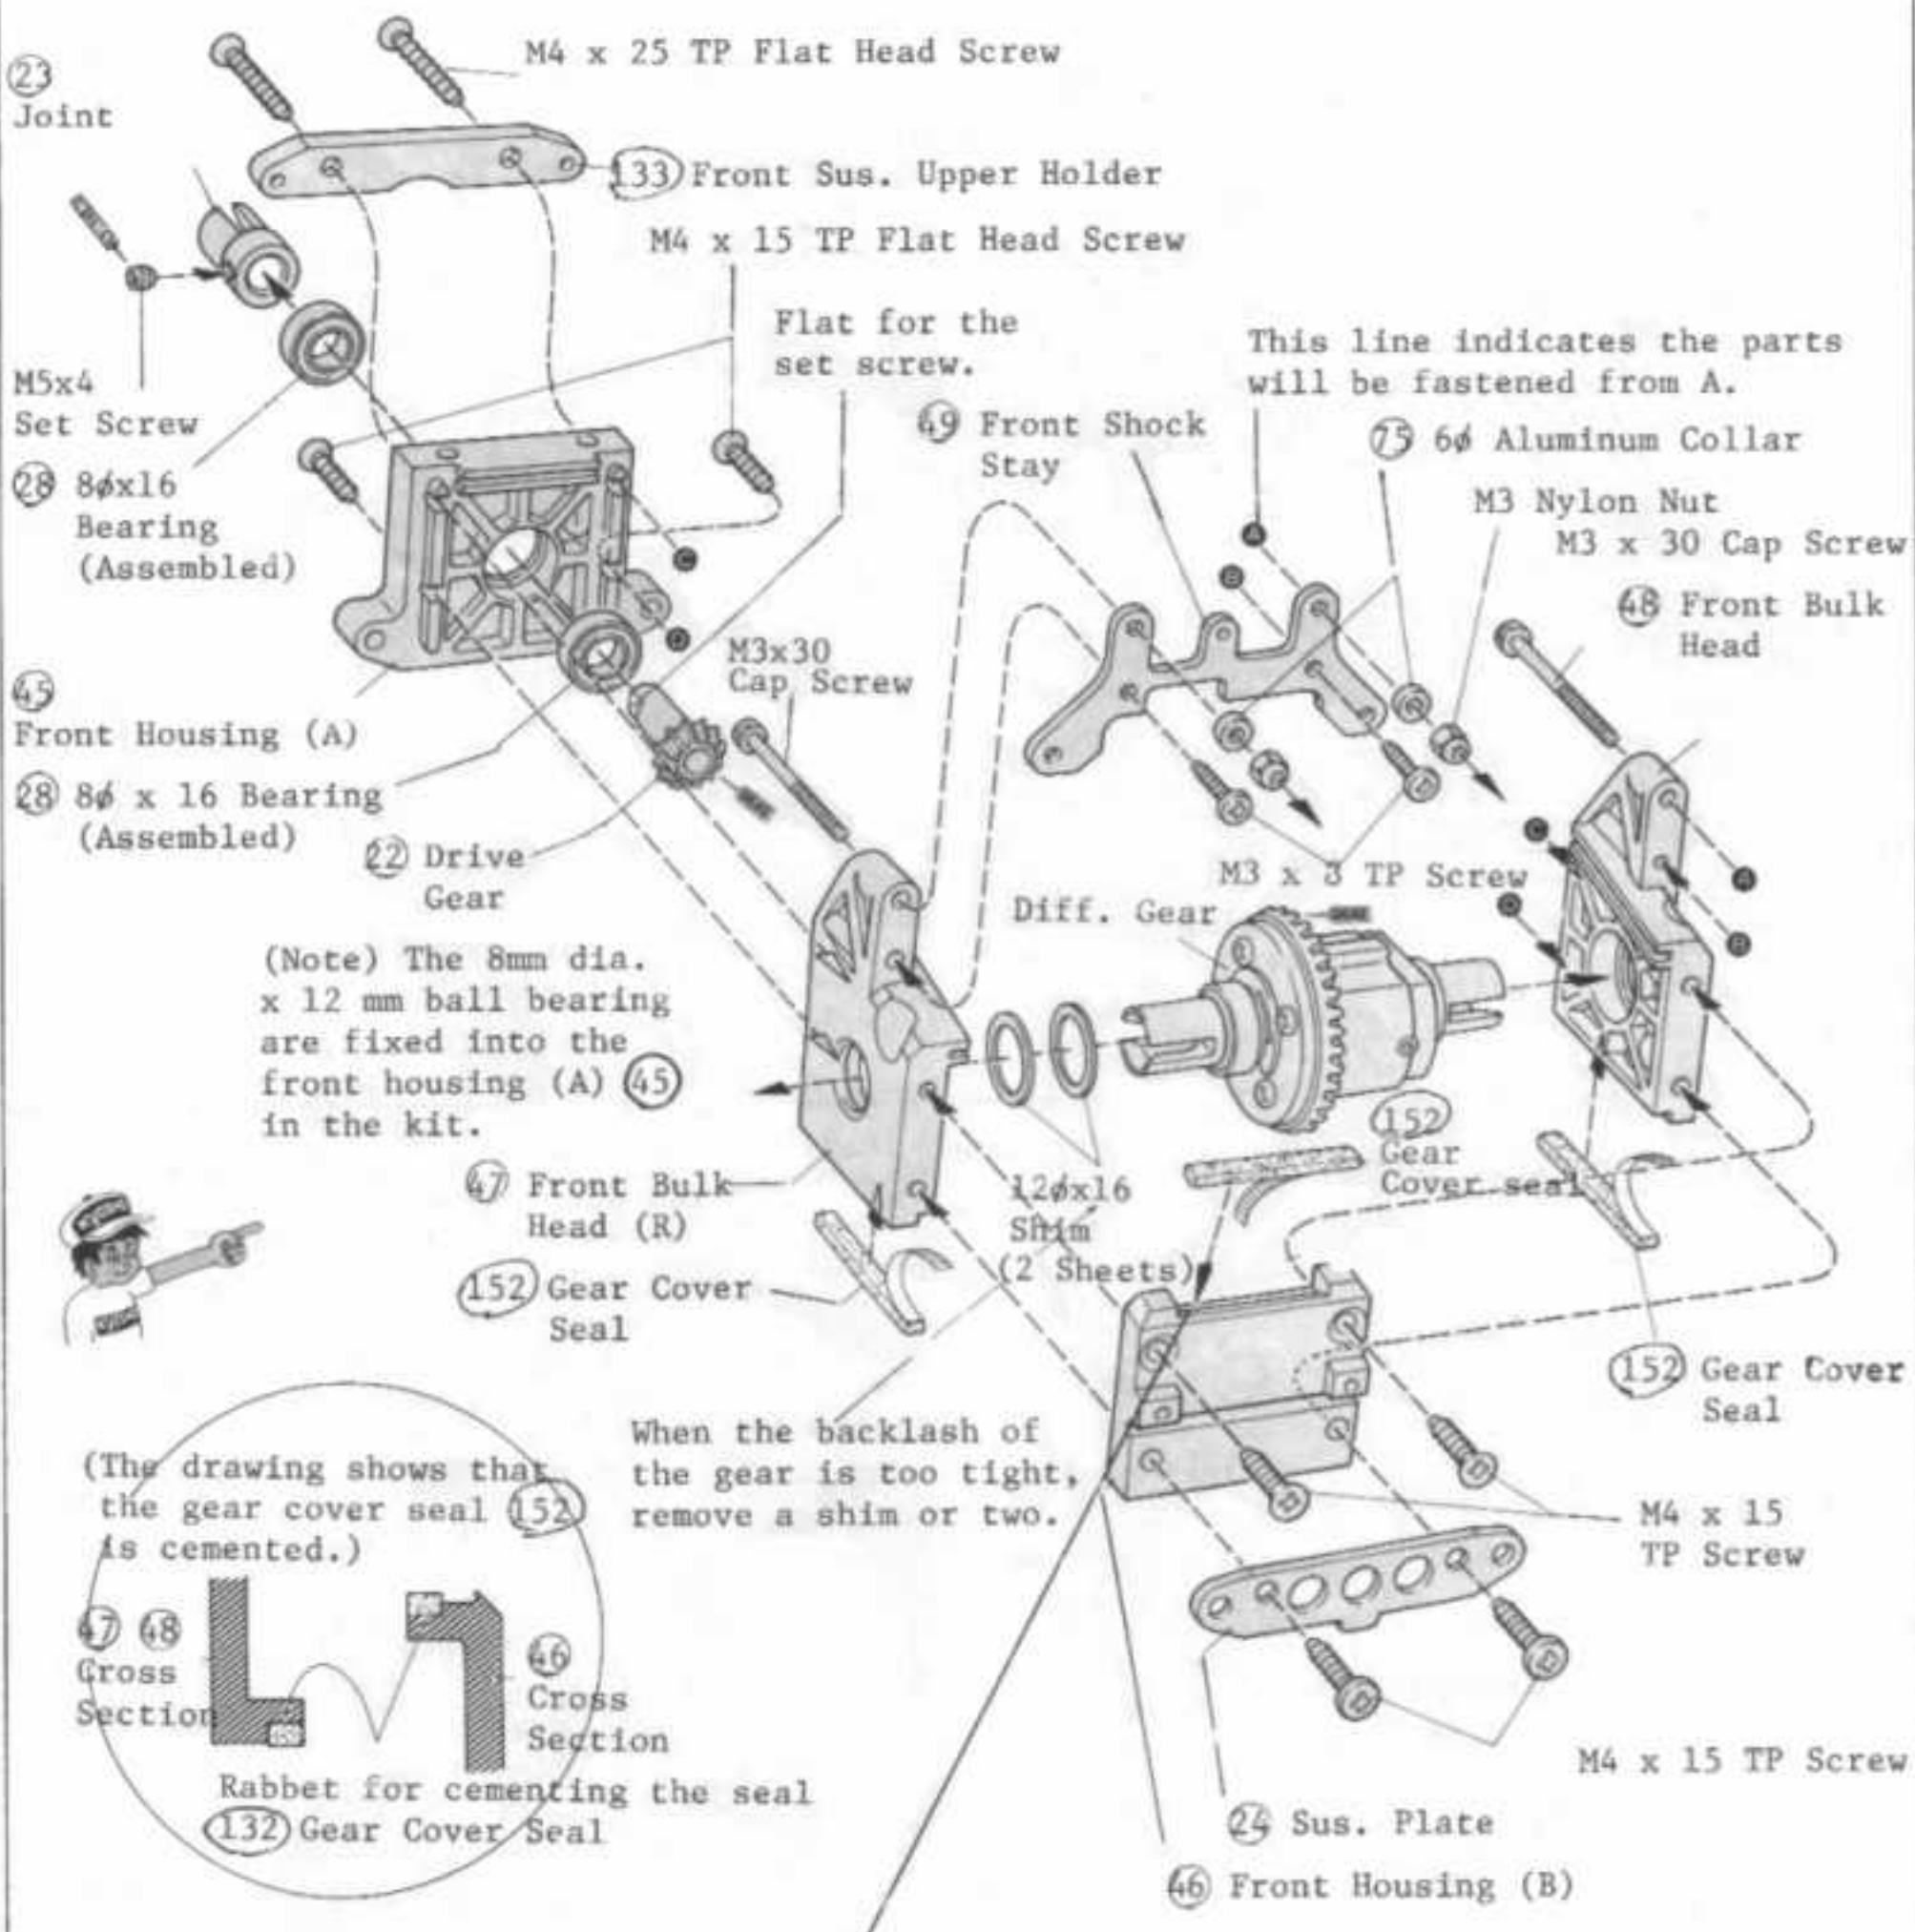 M4 x 25 TP Flat Head Screw
23
Joint
133 Front Sus. Upper Holder
M4 x 15 TP Flat Head Screw
Flat for the
set screw.
This line indicates the parts
will be fastened from A.
M5x4
Set Screw
49 Front Shock
Stay
75 6ø Aluminum Collar
28 8øx16
Bearing
(Assembled)
M3 Nylon Nut
M3 x 30 Cap Screw
A
B
C
D
48 Front Bulk
Head
M3x30
Cap Screw
45
Front Housing (A)
28 8ø x 16 Bearing
(Assembled)
22 Drive
Gear
M3 x 8 TP Screw
Diff. Gear
C
D
A
B
(Note) The 8mm dia.
x 12 mm ball bearing
are fixed into the
front housing (A) 45
in the kit.
152
Gear
Cover seal
47 Front Bulk
Head (R)
12øx16
Shim
(2 Sheets)
152 Gear Cover
Seal
152 Gear Cover
Seal
When the backlash of
the gear is too tight,
remove a shim or two.
(The drawing shows that
the gear cover seal 152
is cemented.)
M4 x 15
TP Screw
47 48
Cross
Section
46
Cross
Section
Rabbet for cementing the seal
132 Gear Cover Seal
M4 x 15 TP Screw
24 Sus. Plate
46 Front Housing (B)